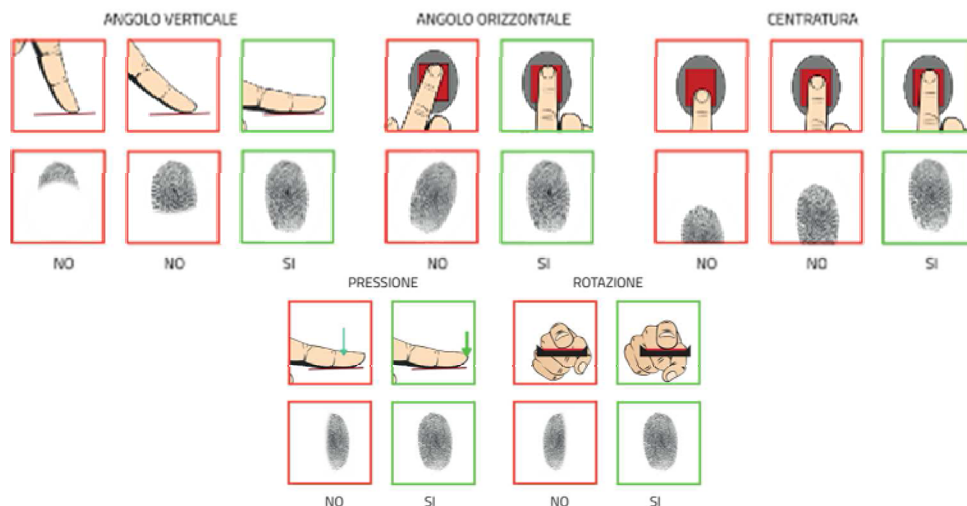 ANGOLO VERTICALE
ANGOLO ORIZZONTALE
CENTRATURA
NO
NO
SI
NO
SI
NO
NO
SI
PRESSIONE
ROTAZIONE
NO
SI
NO
SI